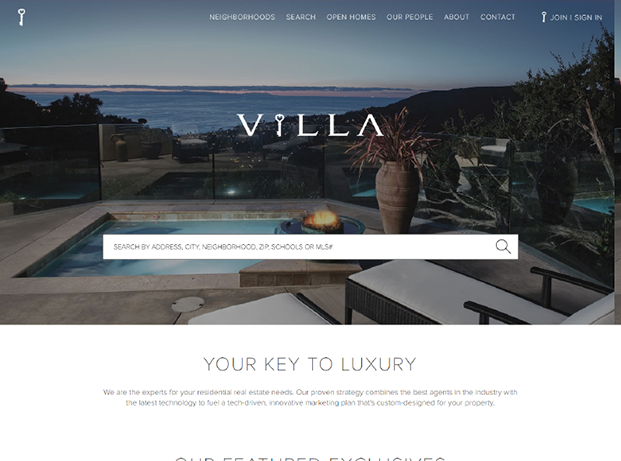 NEIGHBORHOODS SEARCH OPEN HOMES OUR PEOPLE ABOUT CONTACT JOIN | SIGN IN
VILLA
SEARCH BY ADDRESS, CITY, NEIGHBORHOOD, ZIP, SCHOOLS OR MLS#
YOUR KEY TO LUXURY
We are the experts for your residential real estate needs. Our proven strategy combines the best agents in the industry with
the latest technology to fuel a tech-driven, innovative marketing plan that's custom-designed for your property.
OUR FEATURED EXCLUSIVES